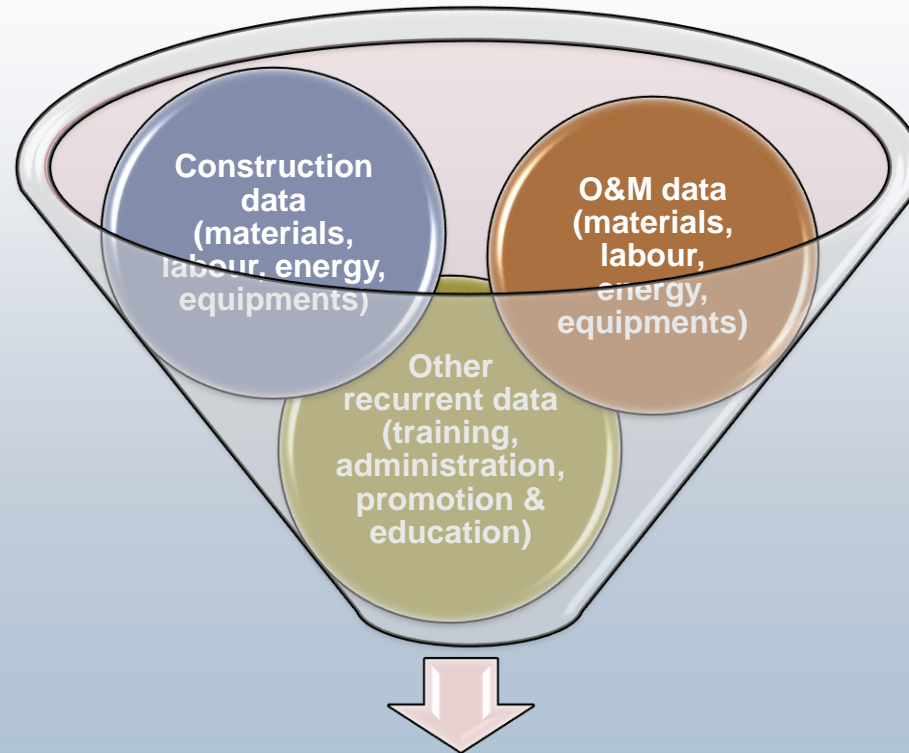 Construction
data
(materials,
labour, energy,
equipments)
O&M data
(materials,
labour,
energy,
equipments)
Other
recurrent data
(training,
administration,
promotion &
education)